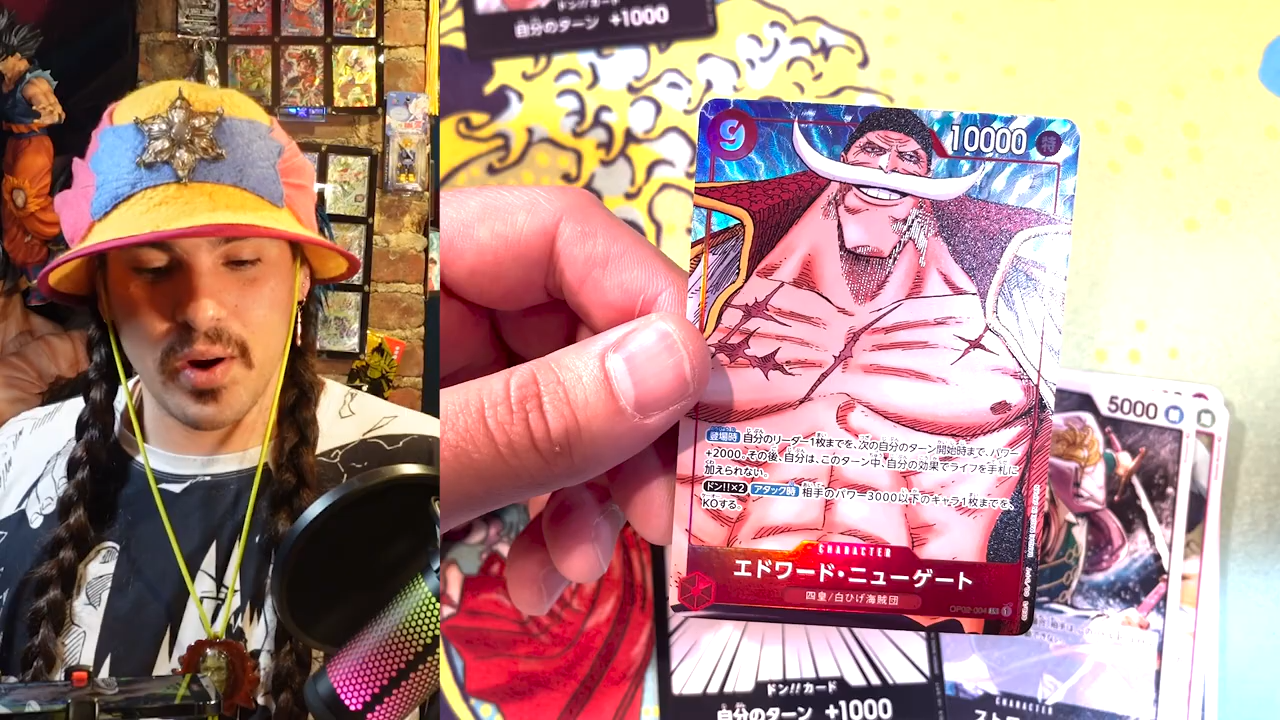 ドン!!カード
自分のターン +1000
9
10000
特
登場時 自分のリーダー1枚までを、次の自分のターン開始時まで、パワー
+2000。その後、自分は、このターン中、自分の効果でライフを手札に
加えられない。
ドン!!×2 アタック時 相手のパワー3000以下のキャラ1枚までを、
KOする。
CHARACTER
エドワード・ニューゲート
四皇/白ひげ海賊団
OP02-004 SR
5000
ドン!!カード
自分のターン +1000
CHARACTER